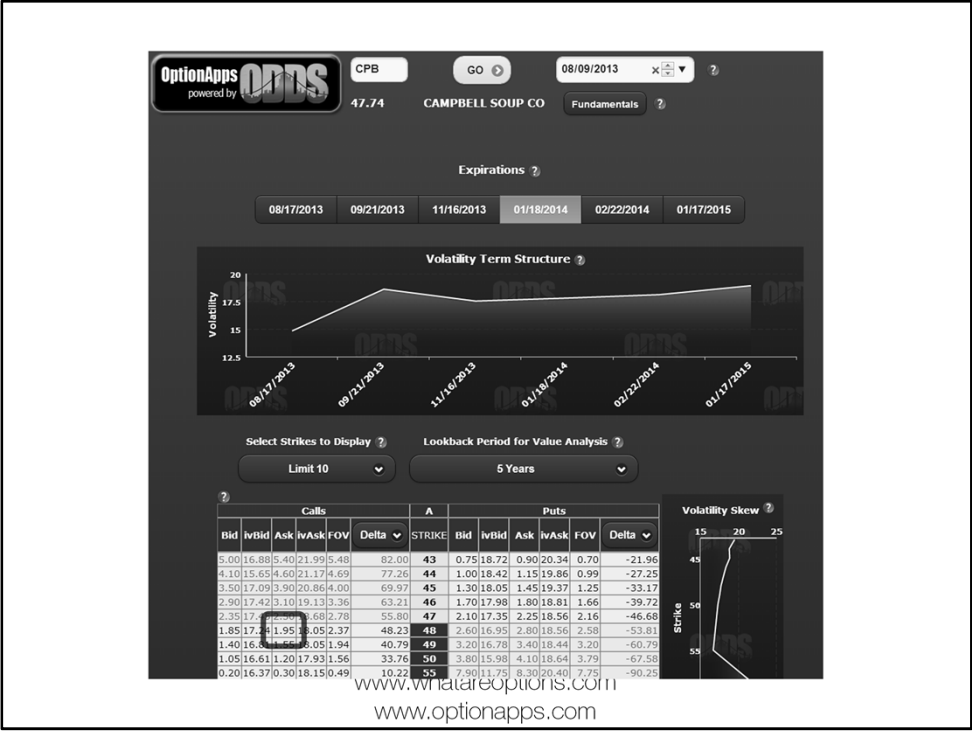 OptionApps
powered by ODDS
CPB GO 08/09/2013 ?
47.74 CAMPBELL SOUP CO Fundamentals ?
Expirations ?
08/17/2013 09/21/2013 11/16/2013 01/18/2014 02/22/2014 01/17/2015
Volatility Term Structure ?
20
17.5
15
12.5
Volatility
08/17/2013 09/21/2013 11/16/2013 01/18/2014 02/22/2014 01/17/2015
Select Strikes to Display ? Lookback Period for Value Analysis ?
Limit 10 5 Years
?
Calls A Puts
Bid ivBid Ask ivAsk FOV Delta STRIKE Bid ivBid Ask ivAsk FOV Delta
5.00 16.88 5.40 21.99 5.48 82.00 43 0.75 18.72 0.90 20.34 0.70 -21.96
4.10 15.65 4.60 21.17 4.69 77.26 44 1.00 18.42 1.15 19.86 0.99 -27.25
3.50 17.09 3.90 20.86 4.00 69.97 45 1.30 18.05 1.45 19.37 1.25 -33.17
2.90 17.42 3.10 19.13 3.36 63.21 46 1.70 17.98 1.80 18.81 1.66 -39.72
2.35 2.78 55.80 47 2.10 17.35 2.25 18.56 2.16 -46.68
1.85 17.24 1.95 18.05 2.37 48.23 48 2.60 16.95 2.80 18.56 2.58 -53.81
1.40 1.55 18.05 1.94 40.79 49 3.20 16.78 3.40 18.44 3.20 -60.79
1.05 16.61 1.20 17.93 1.56 33.76 50 3.80 15.98 4.10 18.64 3.79 -67.58
0.20 16.37 0.30 18.15 0.49 10.22 55 7.90 11.75 8.30 20.40 7.75 -90.25
Volatility Skew ?
15 20 25
45
50
55
Strike
www.whatareoptions.com
www.optionapps.com